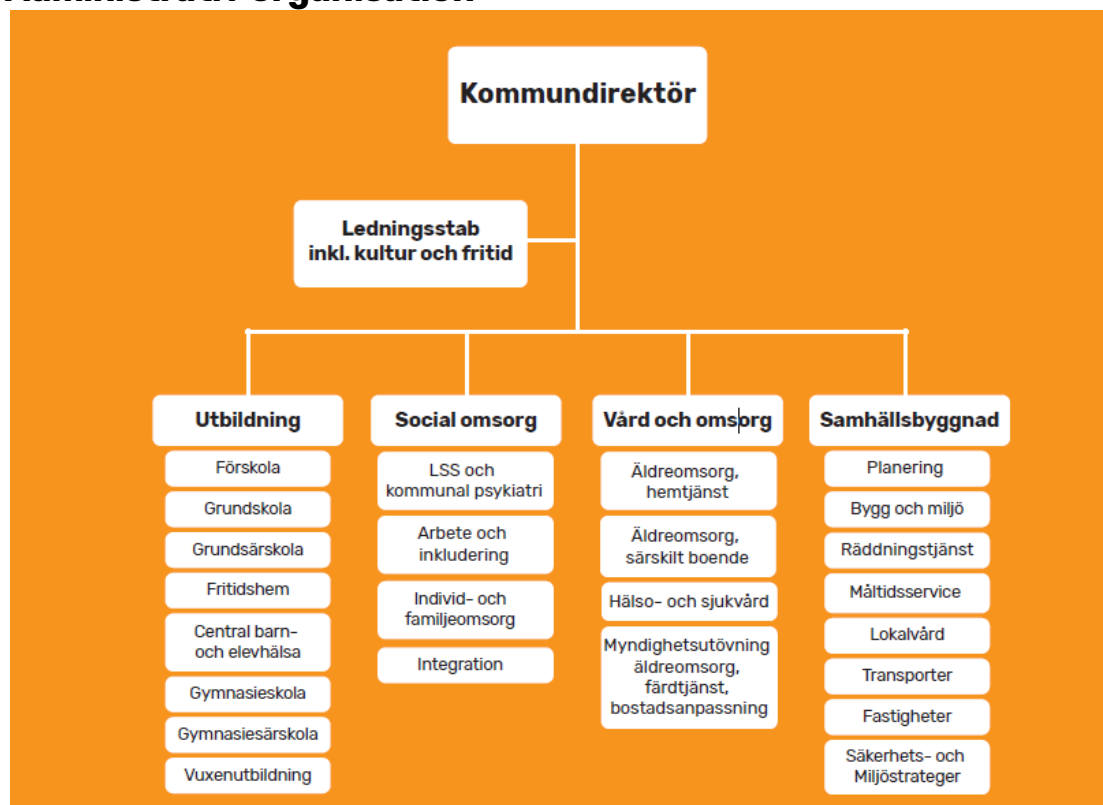 Administrativ organisation
Kommundirektör
Ledningsstab
inkl. kultur och fritid
Utbildning
Förskola
Grundskola
Grundsärskola
Fritidshem
Central barn-
och elevhälsa
Gymnasieskola
Gymnasiesärskola
Vuxenutbildning
Social omsorg
LSS och
kommunal psykiatri
Arbete och
inkludering
Individ- och
familjeomsorg
Integration
Vård och omsorg
Äldreomsorg,
hemtjänst
Äldreomsorg,
särskilt boende
Hälso- och sjukvård
Myndighetsutövning
äldreomsorg,
färdtjänst,
bostadsanpassning
Samhällsbyggnad
Planering
Bygg och miljö
Räddningstjänst
Måltidsservice
Lokalvård
Transporter
Fastigheter
Säkerhets- och
Miljöstrateger